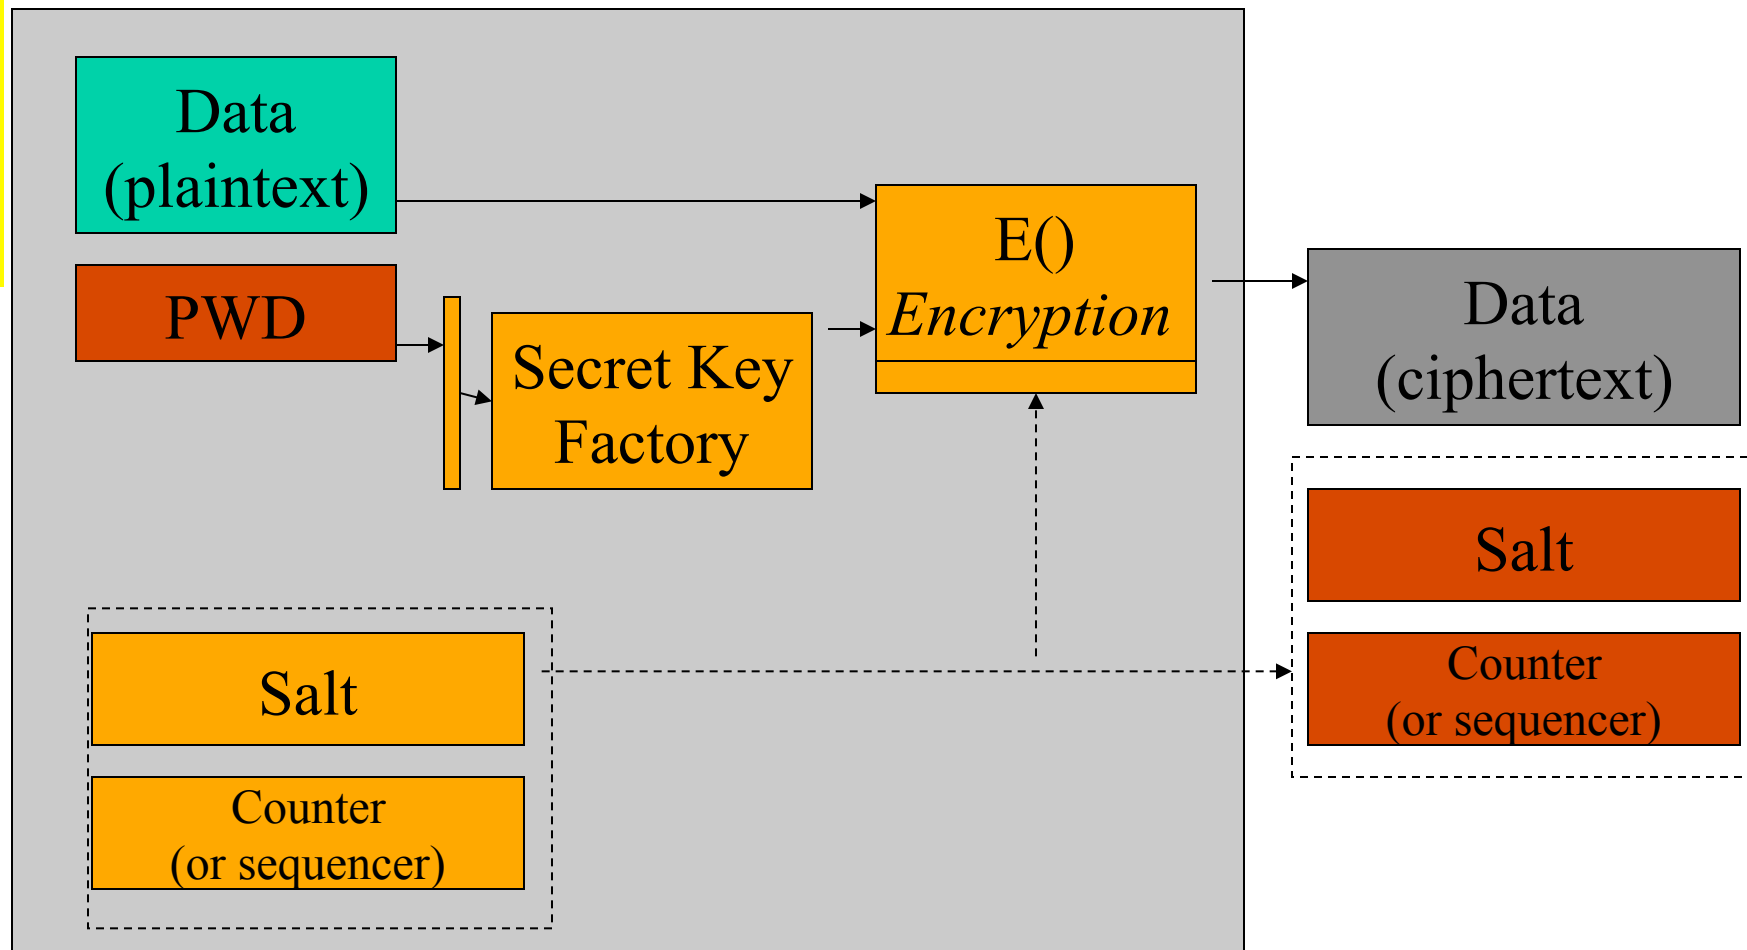 Data
(plaintext)
PWD
Secret Key
Factory
E()
Encryption
Data
(ciphertext)
Salt
Counter
(or sequencer)
Salt
Counter
(or sequencer)